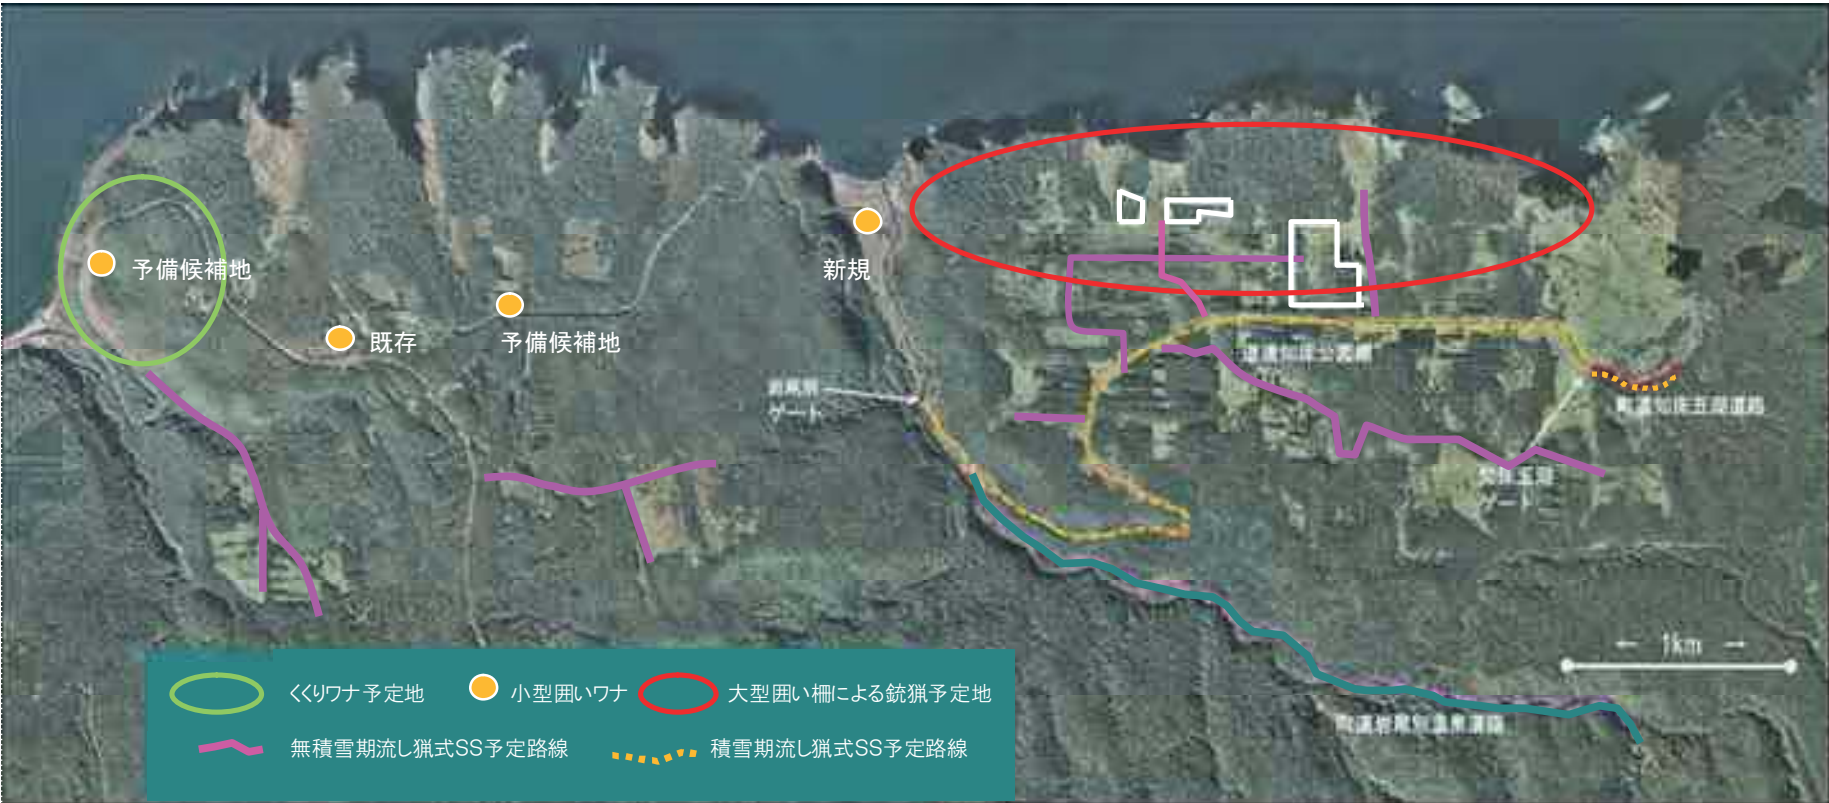 予備候補地
既存
予備候補地
新規
ゲート
1km
くくりワナ予定地
小型囲いワナ
大型囲い柵による銃猟予定地
無積雪期流し猟式SS予定路線
積雪期流し猟式SS予定路線